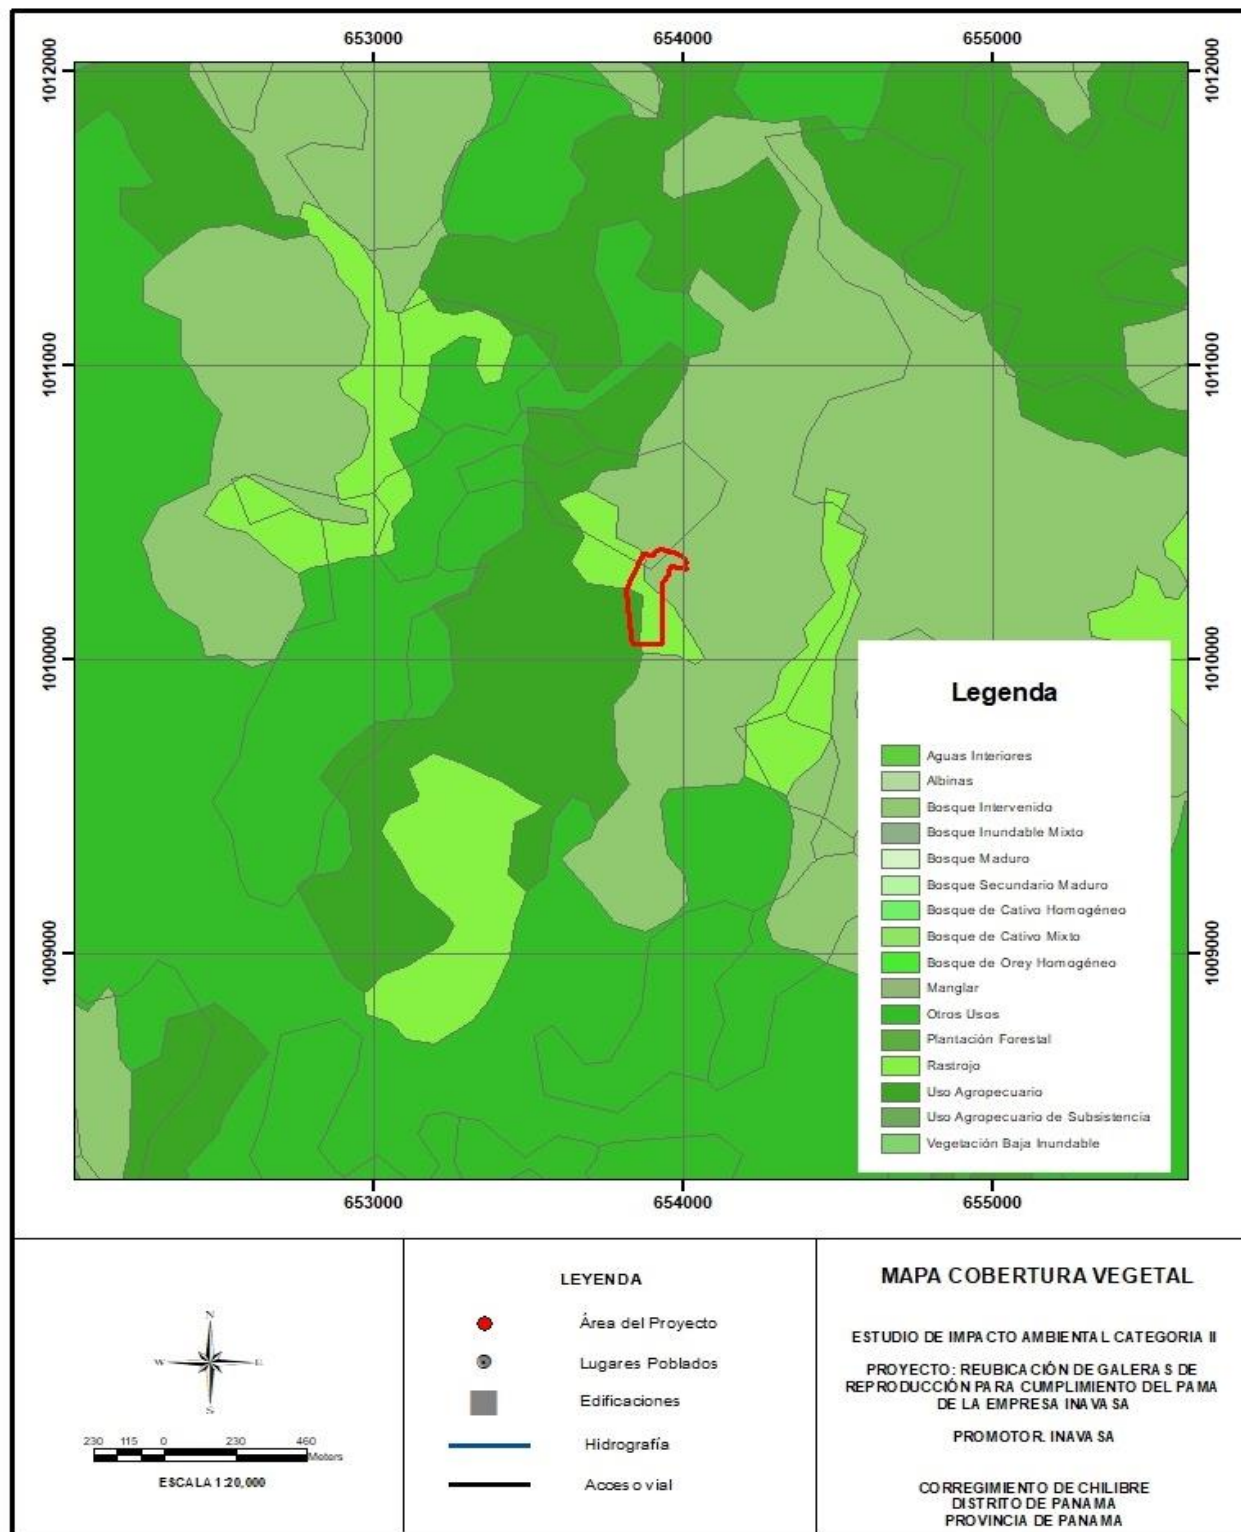 653000 654000 655000
1012000 1012000
1011000 1011000
1010000 1010000
1009000 1009000
653000 654000 655000
Legenda
Aguas Interiores
Albinas
Bosque Intervenido
Bosque Inundable Mixto
Bosque Maduro
Bosque Secundario Maduro
Bosque de Cativo Homogéneo
Bosque de Cativo Mixto
Bosque de Orey Homogéneo
Manglar
Otros Usos
Plantación Forestal
Rastrojo
Uso Agropecuario
Uso Agropecuario de Subsistencia
Vegetación Baja Inundable
N
W E
S
230 115 0 230 460
Meters
ESCALA 1:20,000
LEYENDA
Área del Proyecto
Lugares Poblados
Edificaciones
Hidrografía
Acceso vial
MAPA COBERTURA VEGETAL
ESTUDIO DE IMPACTO AMBIENTAL CATEGORIA II
PROYECTO: REUBICACIÓN DE GALERAS DE
REPRODUCCIÓN PARA CUMPLIMIENTO DEL PAMA
DE LA EMPRESA INAVASA
PROMOTOR. INAVASA
CORREGIMIENTO DE CHILIBRE
DISTRITO DE PANAMA
PROVINCIA DE PANAMA